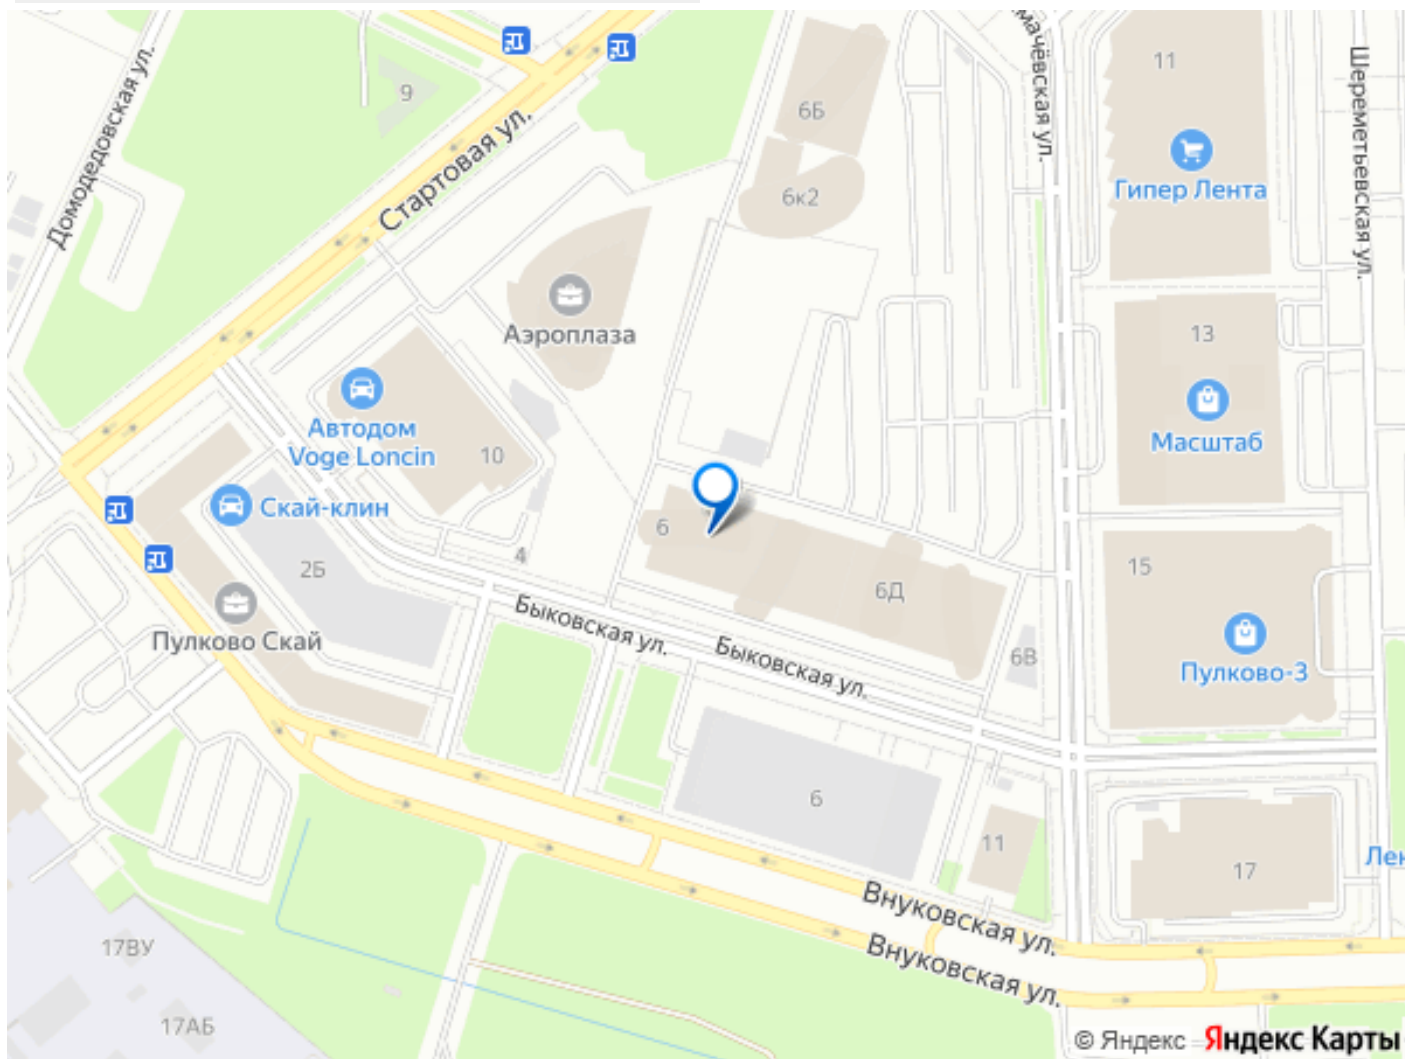 9
6Б
11
Домодедовская ул.
Стартовая ул.
мачёвская ул.
Шереметьевская ул.
Гипер Лента
6к2
Аэроплаза
13
Автодом
Voge Loncin
10
Масштаб
Скай-клин
6
4
2Б
15
6Д
Быковская ул.
Быковская ул.
6В
Пулково Скай
Пулково-3
6
11
17
Лен
Внуковская ул.
Внуковская ул.
17ВУ
17АБ
© Яндекс Яндекс Карты